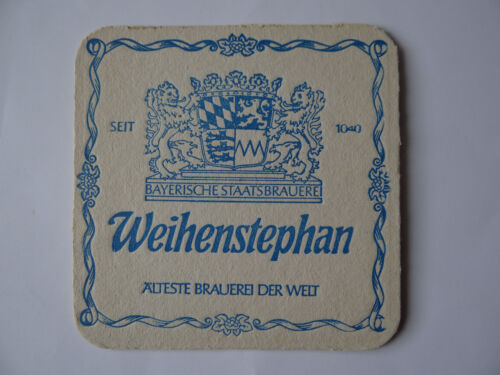 SEIT 1040
BAYERISCHE STAATSBRAUEREI
Weihenstephan
ÄLTESTE BRAUEREI DER WELT